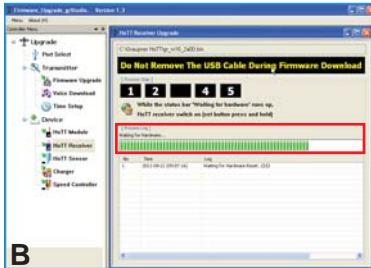 Firmware_Upgrade_grStudio. Version 1.3
Menu About (H)
Controller Menu
Upgrade
Port Select
Transmitter
Firmware Upgrade
Voice Download
Time Setup
Device
HoTT Module
HoTT Receiver
HoTT Sensor
Charger
Speed Controller
HoTT Receiver Upgrade
Do Not Remove The USB Cable During Firmware Download
1 2 4 5
While the status bar "Waiting for hardware" runs up,
HoTT receiver switch on (set button press and hold)
Waiting for Hardware...
No Time Log
1 Waiting for Hardware Reset..
B